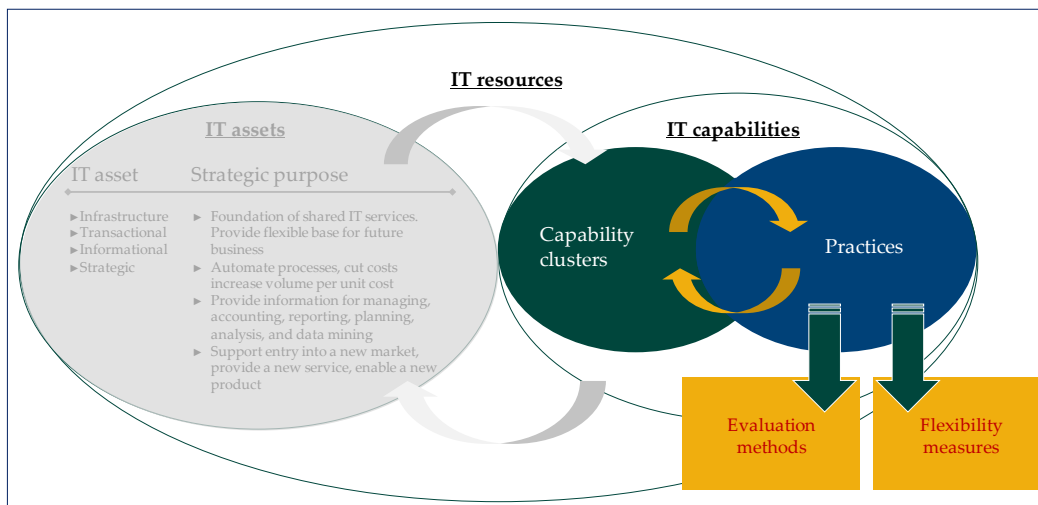 IT resources
IT assets
IT asset
Strategic purpose
►Infrastructure
►Transactional
►Informational
►Strategic
► Foundation of shared IT services.
Provide flexible base for future
business
► Automate processes, cut costs
increase volume per unit cost
► Provide information for managing,
accounting, reporting, planning,
analysis, and data mining
► Support entry into a new market,
provide a new service, enable a new
product
IT capabilities
Capability
clusters
Practices
Evaluation
methods
Flexibility
measures